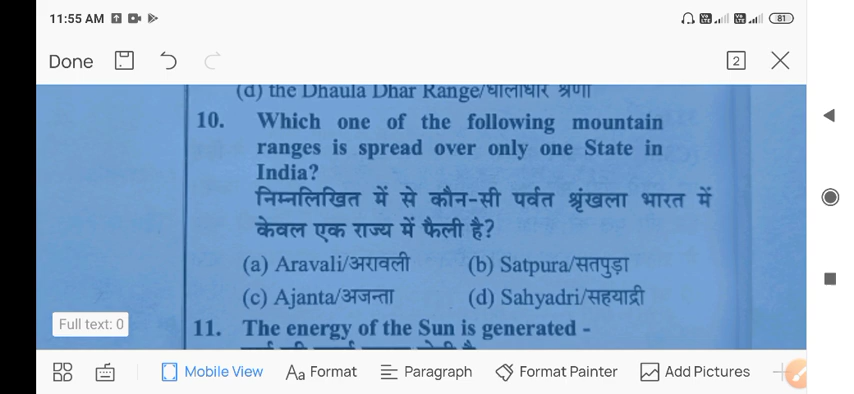 11:55 AM
81
Done
2
(d) the Dhaula Dhar Range/धौलाधार श्रेणी
10. Which one of the following mountain
ranges is spread over only one State in
India?
निम्नलिखित में से कौन-सी पर्वत श्रृंखला भारत में
केवल एक राज्य में फैली है?
(a) Aravali/अरावली (b) Satpura/सतपुड़ा
(c) Ajanta/अजन्ता (d) Sahyadri/सहयाद्री
Full text: 0
11. The energy of the Sun is generated -
Mobile View Aa Format Paragraph Format Painter Add Pictures